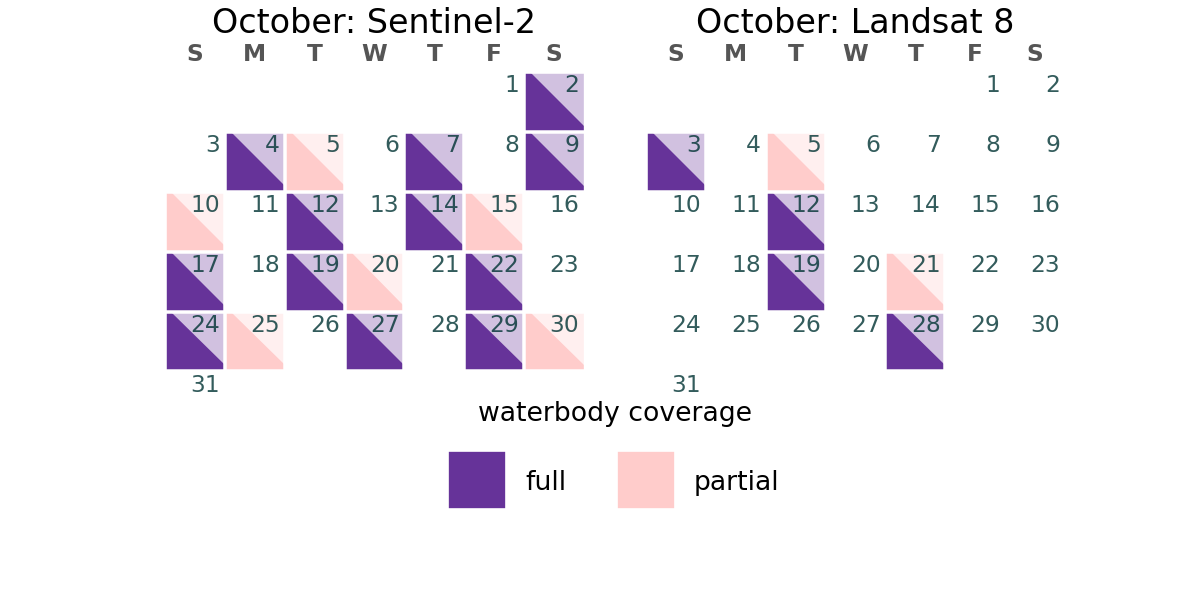 October: Sentinel-2
S M T W T F S
1 2
3 4 5 6 7 8 9
10 11 12 13 14 15 16
17 18 19 20 21 22 23
24 25 26 27 28 29 30
31
October: Landsat 8
S M T W T F S
1 2
3 4 5 6 7 8 9
10 11 12 13 14 15 16
17 18 19 20 21 22 23
24 25 26 27 28 29 30
31
waterbody coverage
full partial